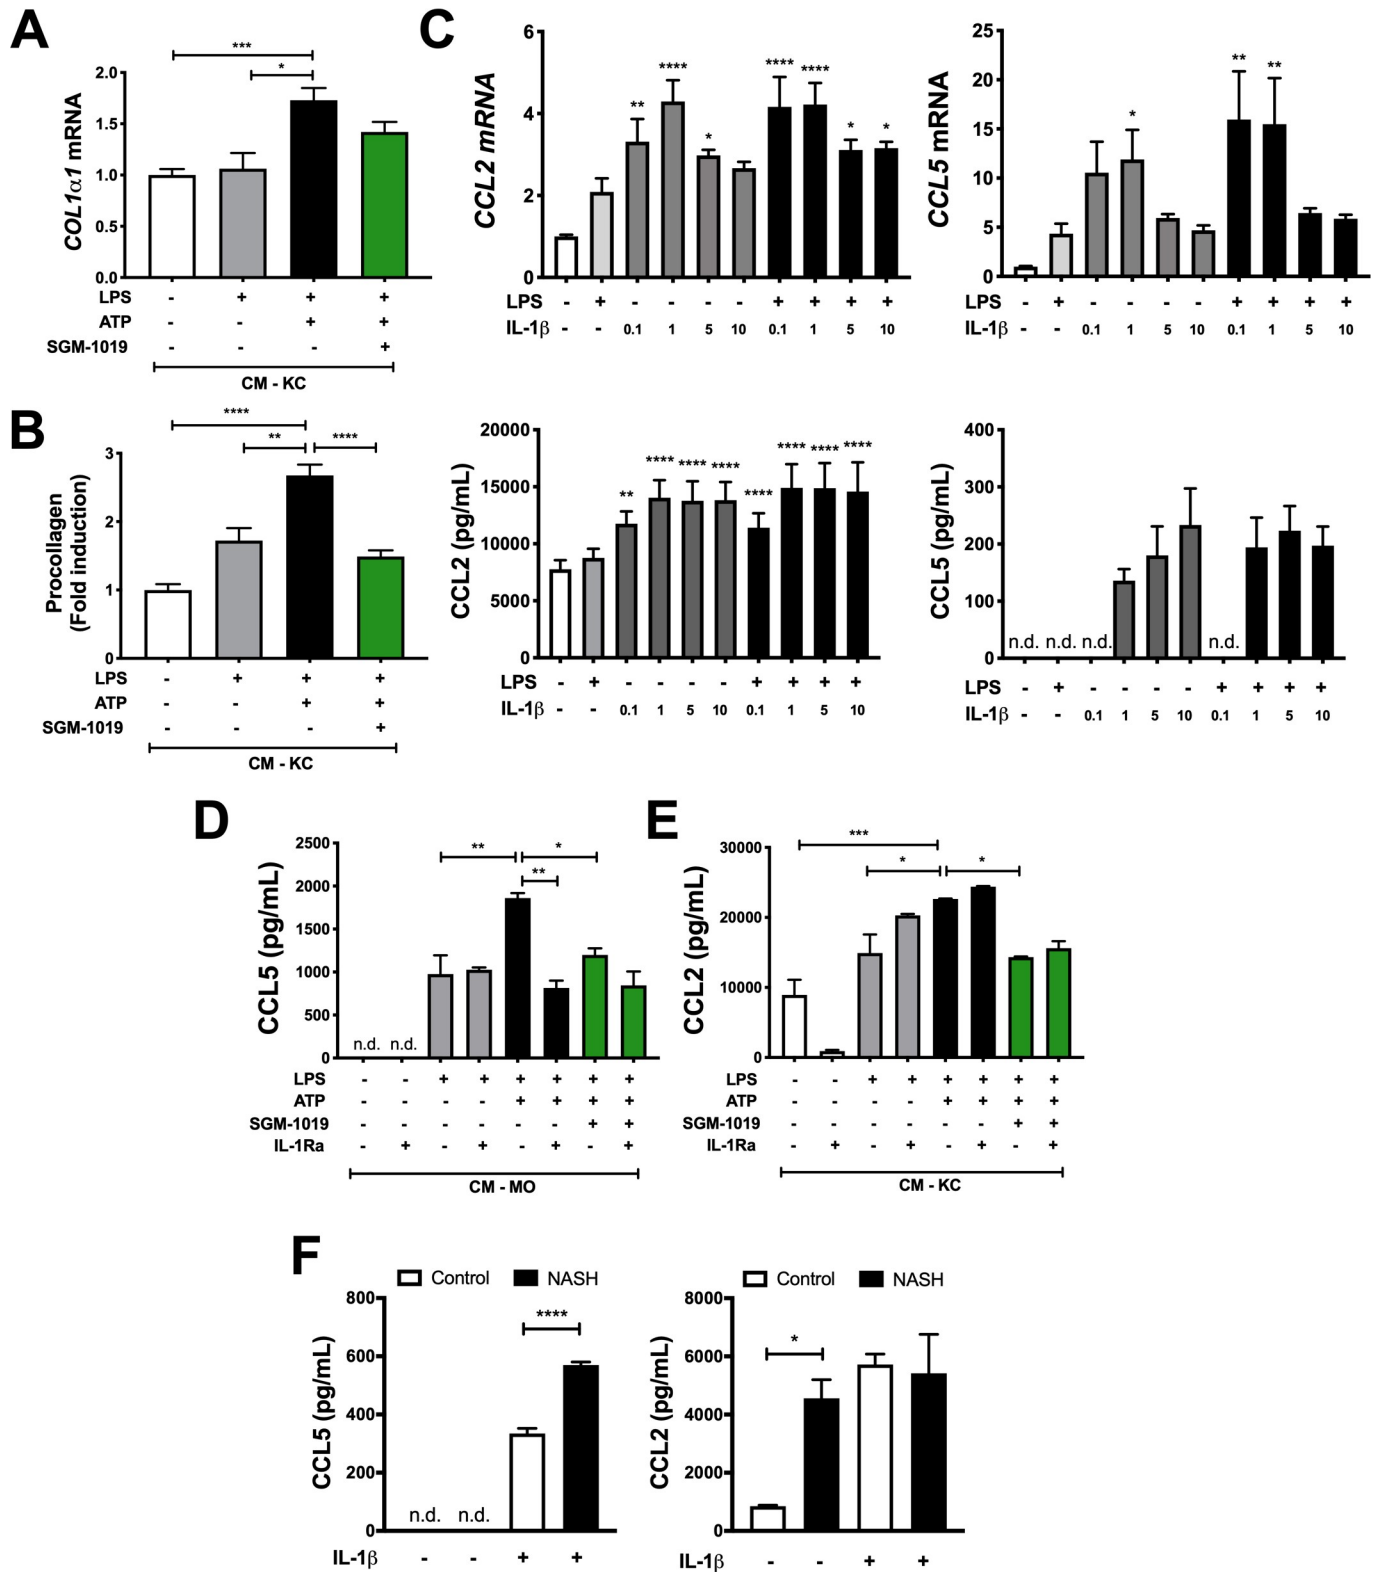 A
***
*
COL1α1 mRNA
2.0
1.5
1.0
0.5
0.0
LPS - + + +
ATP - - + +
SGM-1019 - - - +
CM - KC
B
****
** ****
Procollagen
(Fold induction)
3
2
1
0
LPS - + + +
ATP - - + +
SGM-1019 - - - +
CM - KC
C
CCL2 mRNA
6
4
2
0
** **** * **** **** * *
LPS - + - - - - + + + +
IL-1β - - 0.1 1 5 10 0.1 1 5 10
CCL5 mRNA
25
20
15
10
5
0
* ** **
LPS - + - - - - + + + +
IL-1β - - 0.1 1 5 10 0.1 1 5 10
CCL2 (pg/mL)
20000
15000
10000
5000
0
** **** **** **** **** **** **** ****
LPS - + - - - - + + + +
IL-1β - - 0.1 1 5 10 0.1 1 5 10
CCL5 (pg/mL)
400
300
200
100
0
n.d. n.d. n.d. n.d.
LPS - + - - - - + + + +
IL-1β - - 0.1 1 5 10 0.1 1 5 10
D
CCL5 (pg/mL)
2500
2000
1500
1000
500
0
** *
**
n.d. n.d.
LPS - - + + + + + +
ATP - - - - + + + +
SGM-1019 - - - - - - + +
IL-1Ra - + - + - + - +
CM - MO
E
CCL2 (pg/mL)
30000
20000
10000
0
***
* *
LPS - - + + + + + +
ATP - - - - + + + +
SGM-1019 - - - - - - + +
IL-1Ra - + - + - + - +
CM - KC
F
Control NASH
CCL5 (pg/mL)
800
600
400
200
0
****
n.d. n.d.
IL-1β - - + +
Control NASH
CCL2 (pg/mL)
8000
6000
4000
2000
0
*
IL-1β - - + +